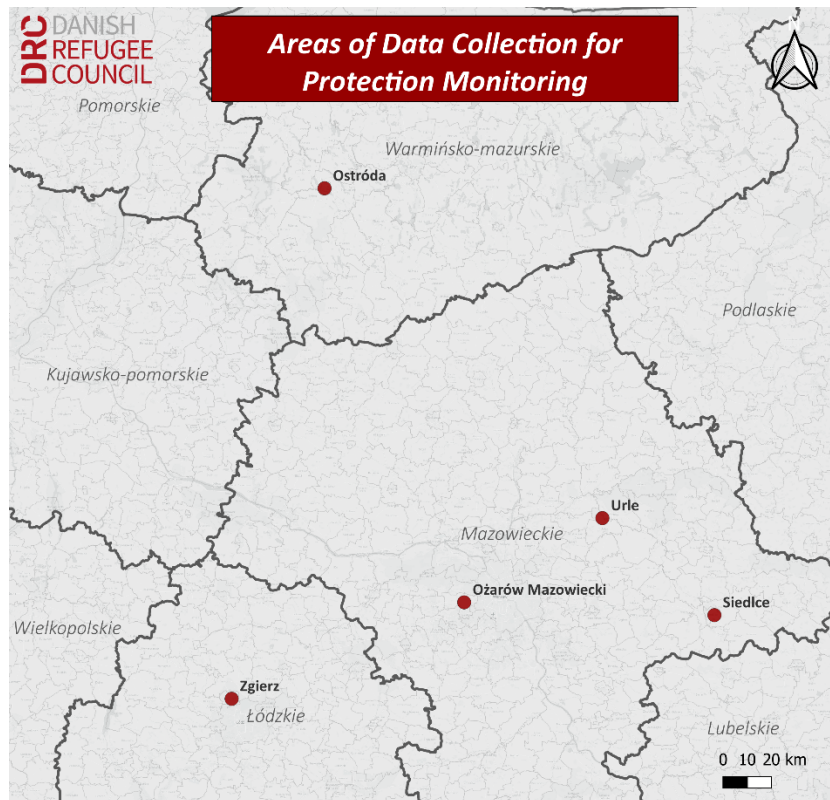 DRC DANISH
REFUGEE
COUNCIL
Areas of Data Collection for
Protection Monitoring
N
Pomorskie
Warmińsko-mazurskie
Ostróda
Podlaskie
Kujawsko-pomorskie
Urle
Mazowieckie
Ożarów Mazowiecki
Siedlce
Wielkopolskie
Zgierz
Łódzkie
Lubelskie
0 10 20 km